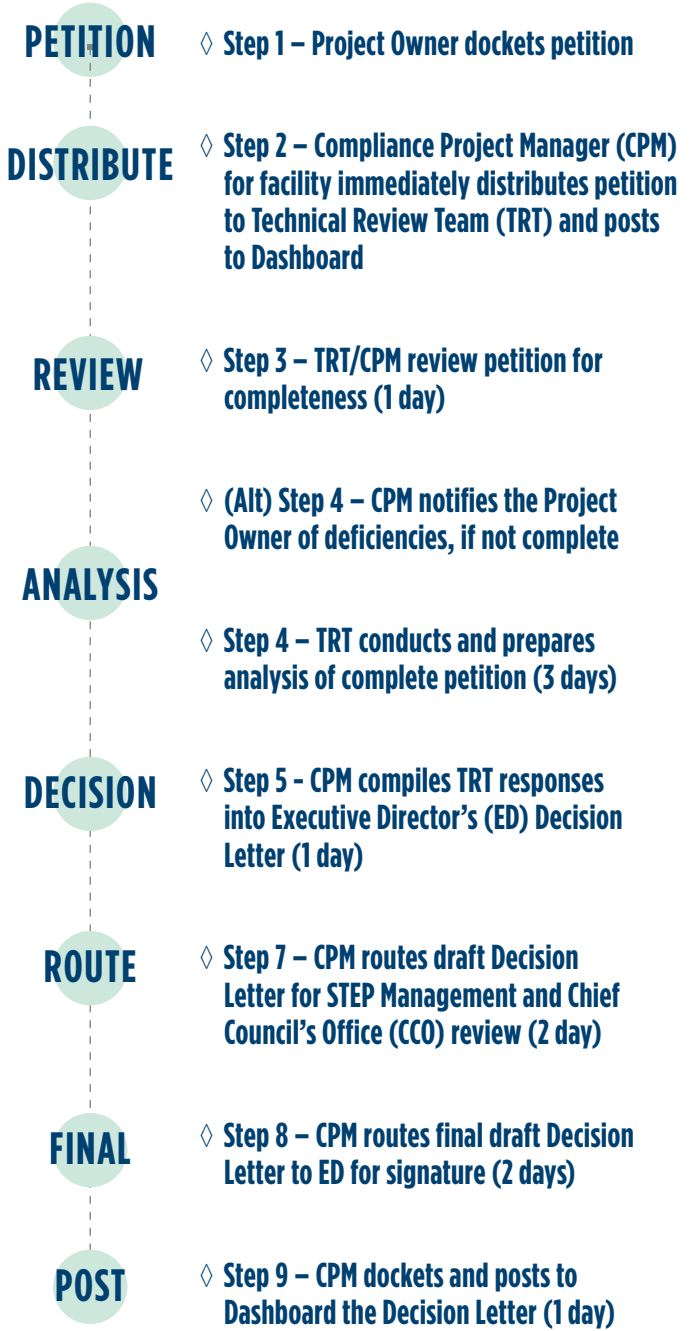 PETITION
◊ Step 1 – Project Owner dockets petition
DISTRIBUTE
◊ Step 2 – Compliance Project Manager (CPM)
for facility immediately distributes petition
to Technical Review Team (TRT) and posts
to Dashboard
REVIEW
◊ Step 3 – TRT/CPM review petition for
completeness (1 day)
◊ (Alt) Step 4 – CPM notifies the Project
Owner of deficiencies, if not complete
ANALYSIS
◊ Step 4 – TRT conducts and prepares
analysis of complete petition (3 days)
DECISION
◊ Step 5 - CPM compiles TRT responses
into Executive Director’s (ED) Decision
Letter (1 day)
ROUTE
◊ Step 7 – CPM routes draft Decision
Letter for STEP Management and Chief
Council’s Office (CCO) review (2 day)
FINAL
◊ Step 8 – CPM routes final draft Decision
Letter to ED for signature (2 days)
POST
◊ Step 9 – CPM dockets and posts to
Dashboard the Decision Letter (1 day)